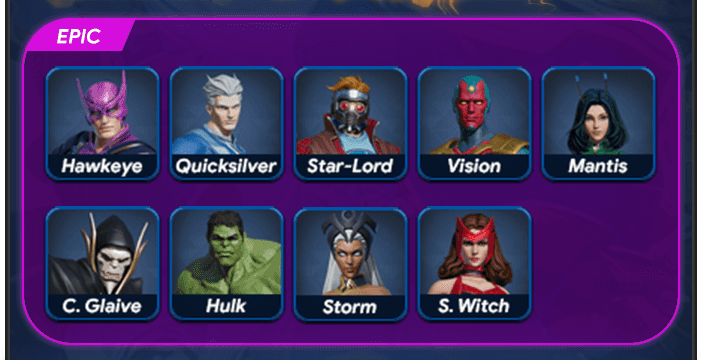 EPIC
Hawkeye
Quicksilver
Star-Lord
Vision
Mantis
C. Glaive
Hulk
Storm
S. Witch